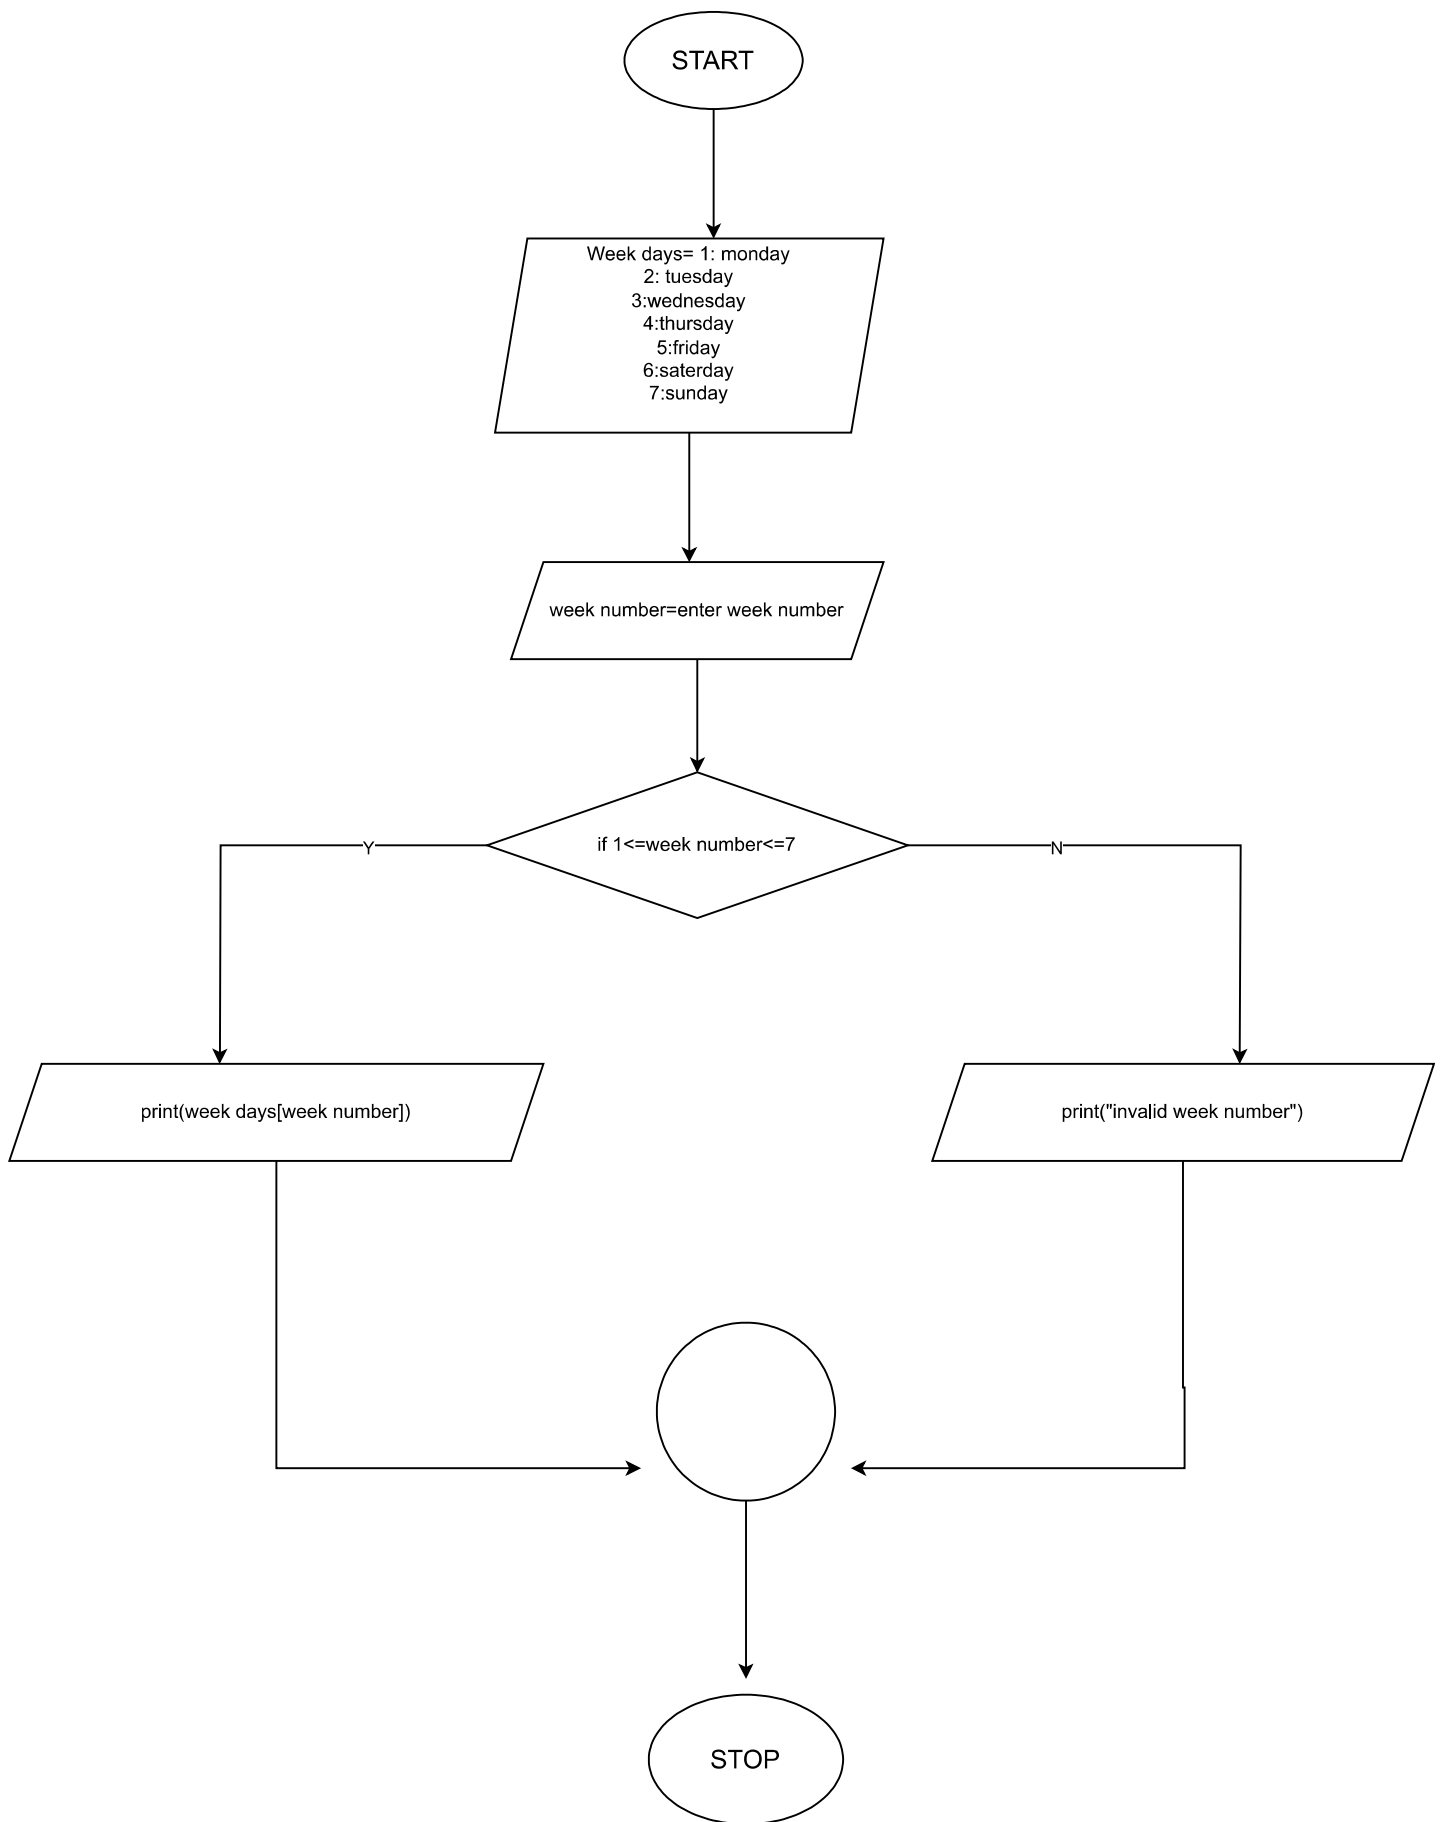 START
Week days= 1: monday
2: tuesday
3:wednesday
4:thursday
5:friday
6:saterday
7:sunday
week number=enter week number
if 1<=week number<=7
Y
N
print(week days[week number])
print("invalid week number")
STOP